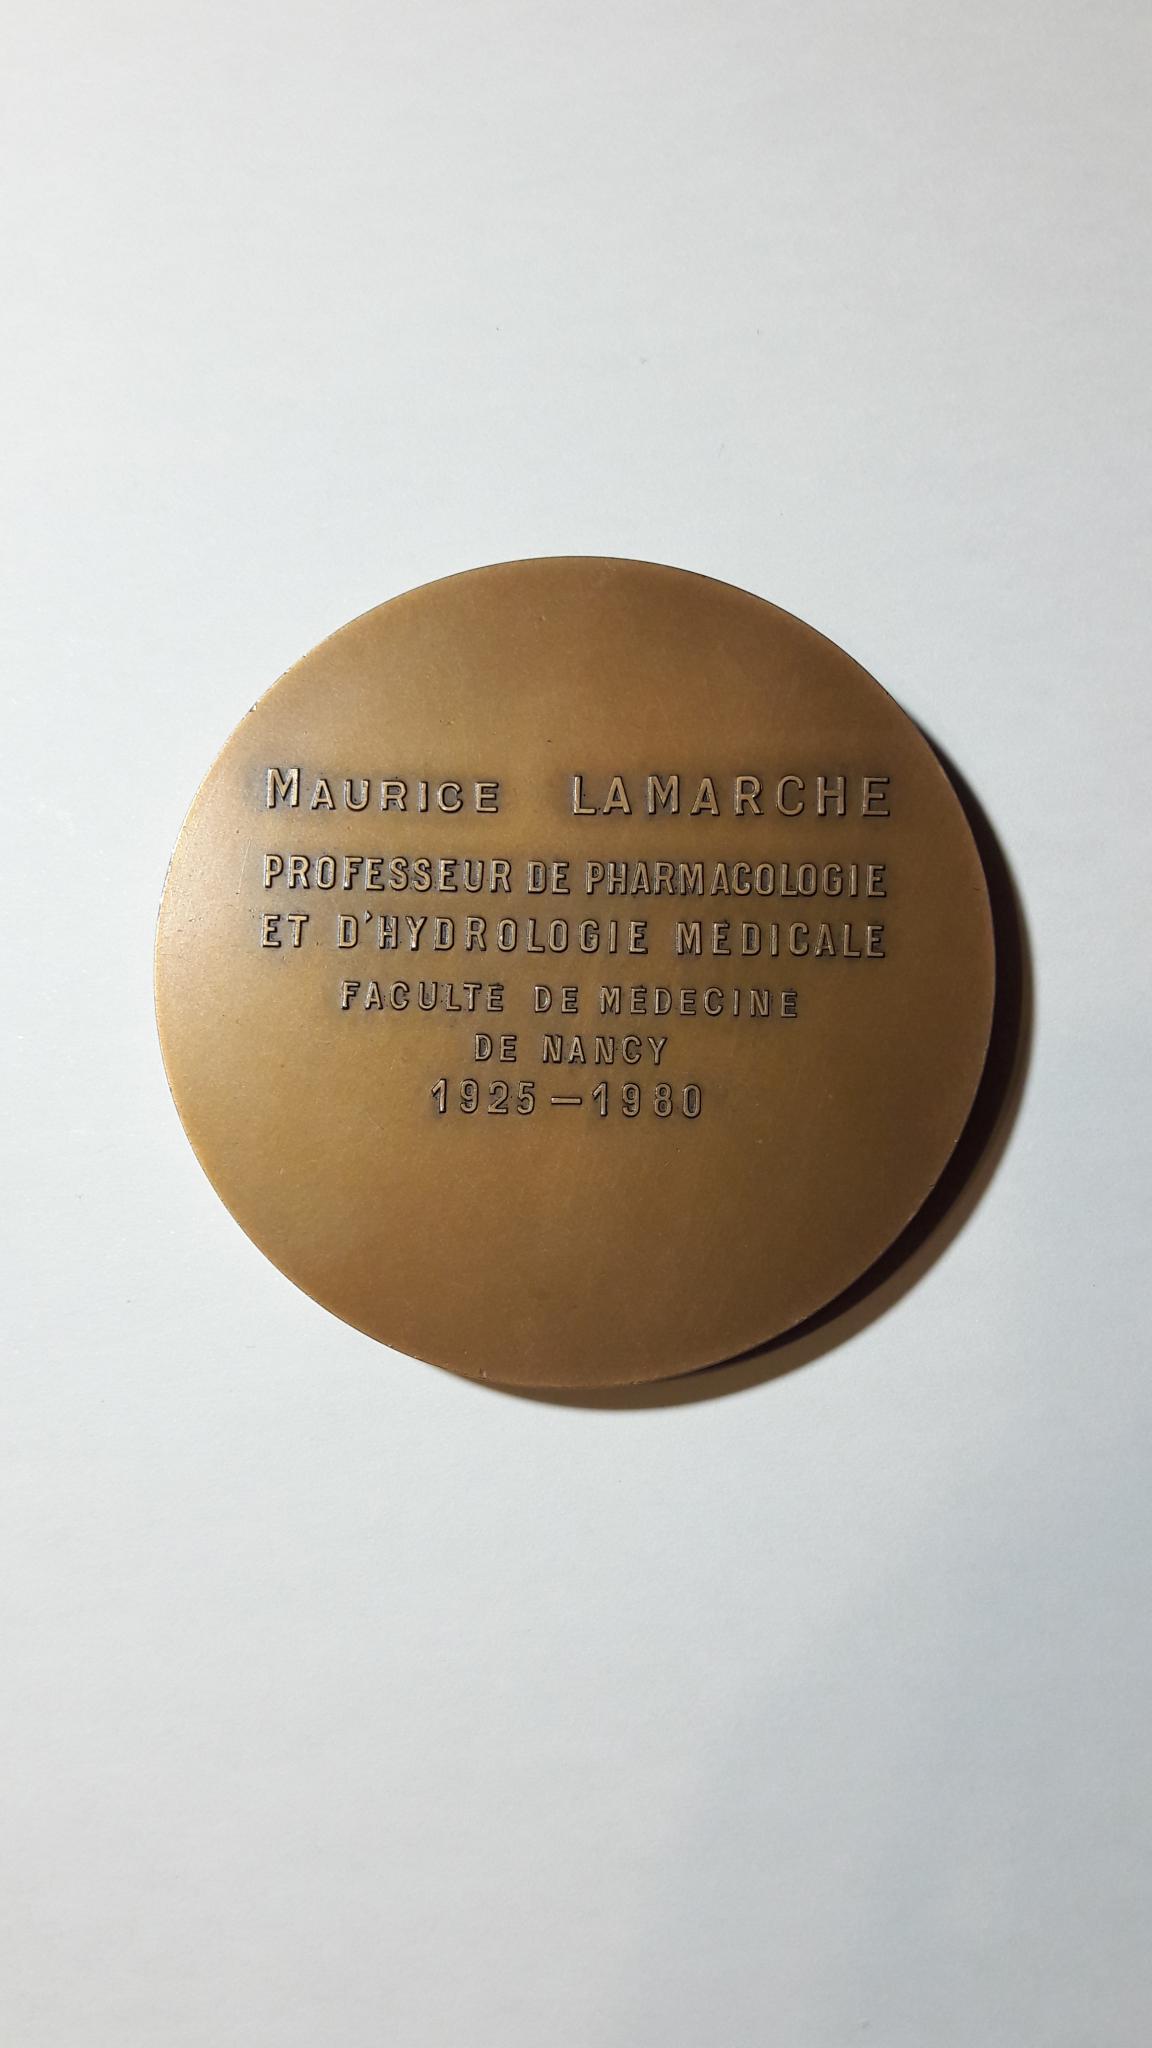 MAURICE LAMARCHE
PROFESSEUR DE PHARMACOLOGIE
ET D'HYDROLOGIE MEDICALE
FACULTE DE MEDECINE
DE NANCY
1925 — 1980